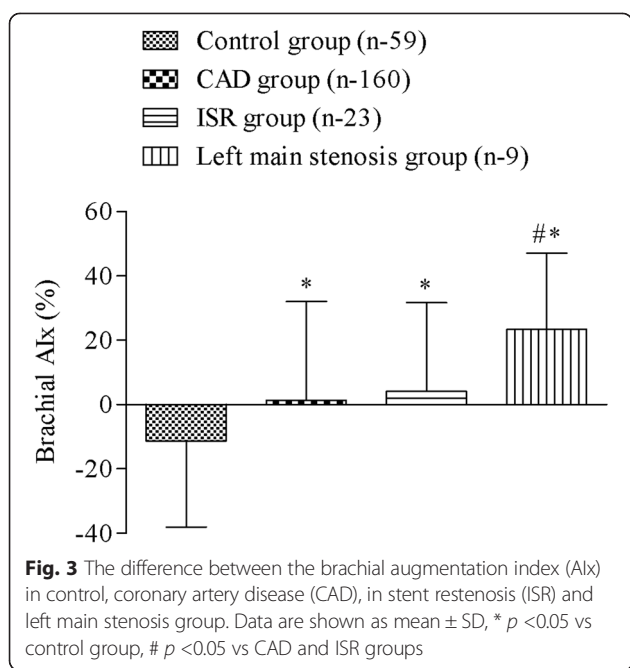 Control group (n-59)
CAD group (n-160)
ISR group (n-23)
Left main stenosis group (n-9)
60
40
20
0
-20
-40
Brachial AIx (%)
*
*
#*
Fig. 3 The difference between the brachial augmentation index (AIx)
in control, coronary artery disease (CAD), in stent restenosis (ISR) and
left main stenosis group. Data are shown as mean ± SD, * p <0.05 vs
control group, # p <0.05 vs CAD and ISR groups